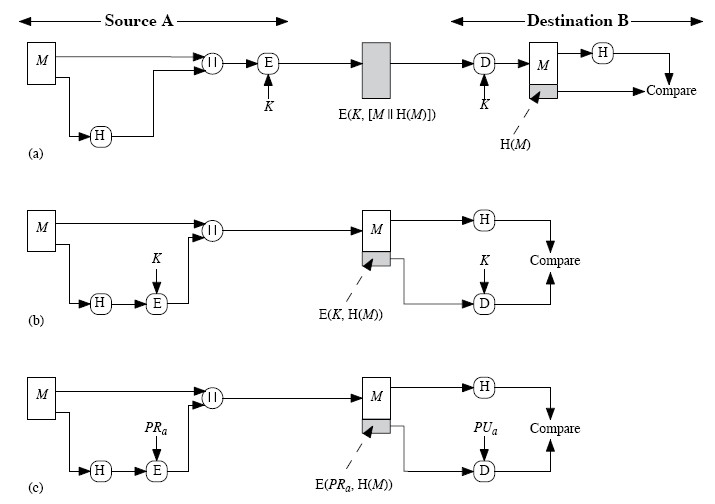 Source A
Destination B
M
||
E
D
M
H
K
K
Compare
E(K, [M || H(M)])
H
H(M)
(a)
M
||
M
H
K
K
Compare
H
E
D
E(K, H(M))
(b)
M
||
M
H
PRa
PUa
Compare
H
E
D
E(PRa, H(M))
(c)